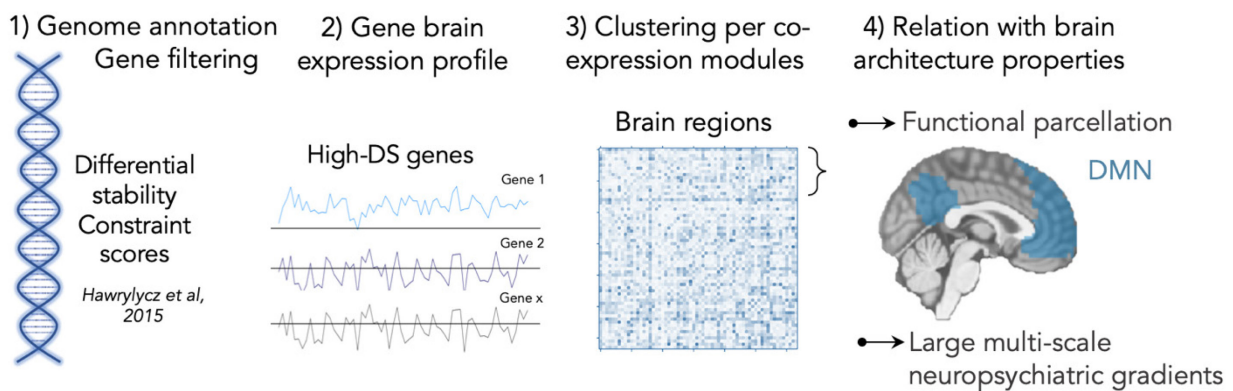 1) Genome annotation
Gene filtering
Differential
stability
Constraint
scores
Hawrylycz et al,
2015
2) Gene brain
expression profile
High-DS genes
Gene 1
Gene 2
Gene x
3) Clustering per co-
expression modules
Brain regions
4) Relation with brain
architecture properties
Functional parcellation
DMN
Large multi-scale
neuropsychiatric gradients